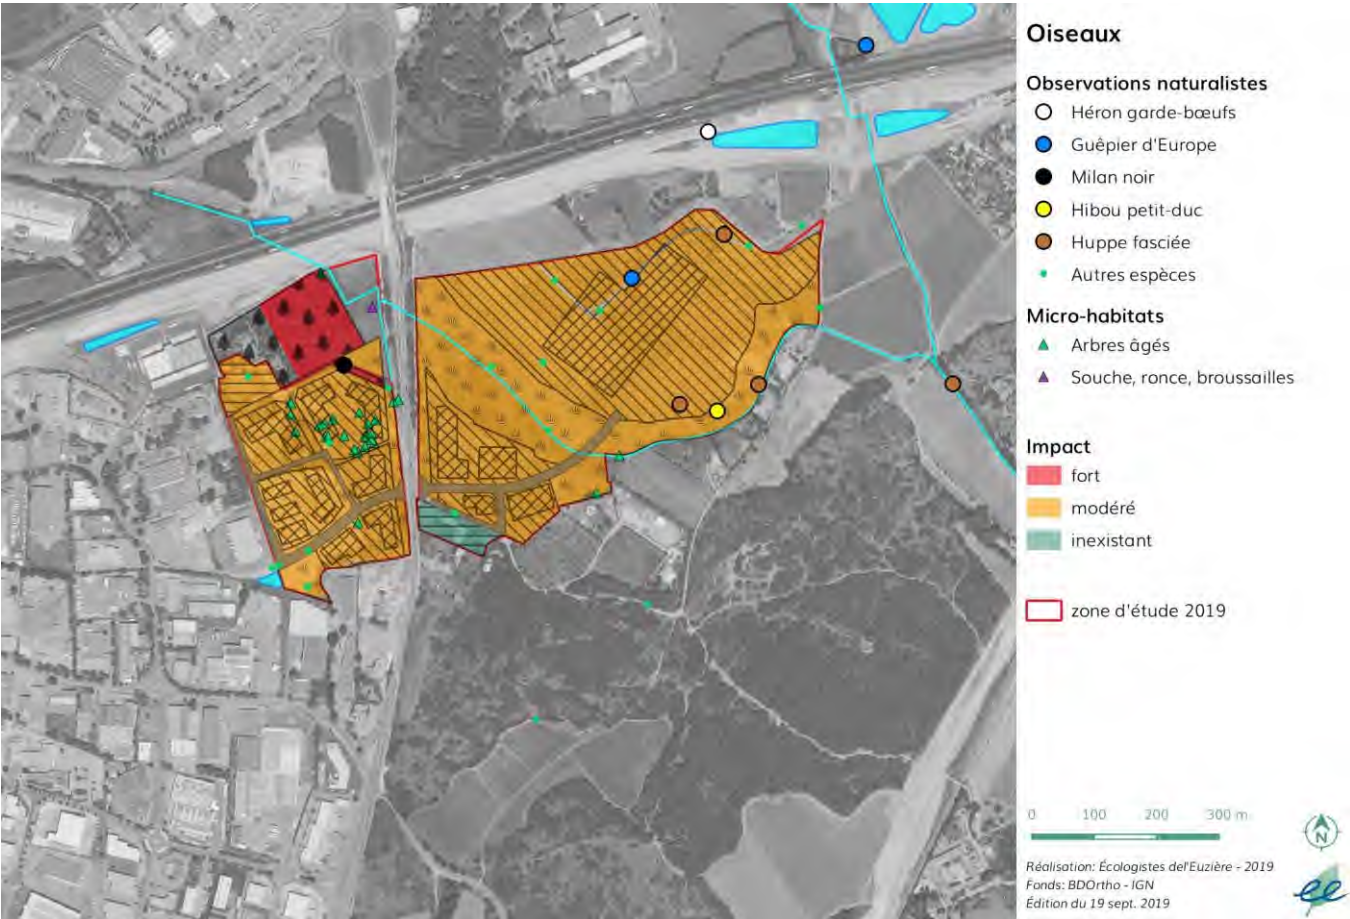 Oiseaux
Observations naturalistes
Héron garde-bœufs
Guêpier d'Europe
Milan noir
Hibou petit-duc
Huppe fasciée
Autres espèces
Micro-habitats
Arbres âgés
Souche, ronce, broussailles
Impact
fort
modéré
inexistant
zone d'étude 2019
0 100 200 300 m
N
Réalisation: Écologistes del'Euzière - 2019
Fonds: BDOrtho - IGN
Édition du 19 sept. 2019
ee